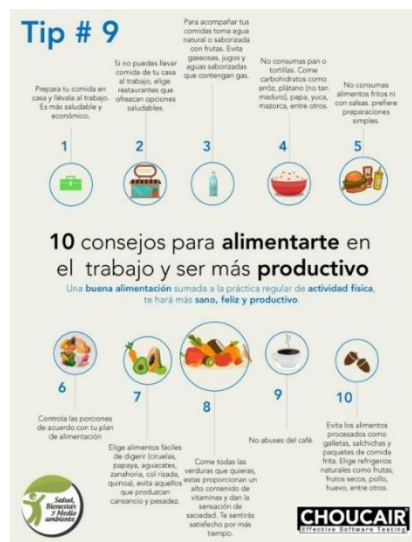 Tip # 9
Prepara tu comida en
casa y llévala al trabajo.
Es más saludable y
económico.
1
Si no puedes llevar
comida de tu casa
al trabajo, elige
restaurantes que
ofrezcan opciones
saludables.
2
Para acompañar tus
comidas toma agua
natural o saborizada
con frutas. Evita
gaseosas, jugos y
aguas saborizadas
que contengan gas.
3
No consumas pan o
tortillas. Come
carbohidratos como
arróz, plátano (no tan
maduro), papa, yuca,
mazorca, entre otros.
4
No consumas
alimentos fritos ni
con salsas. prefiere
preparaciones
simples.
5
10 consejos para alimentarte en
el trabajo y ser más productivo
Una buena alimentación sumada a la práctica regular de actividad física,
te hará más sano, feliz y productivo.
6
Controla las porciones
de acuerdo con tu plan
de alimentación
7
Elige alimentos fáciles
de digerir (ciruelas,
papaya, aguacates,
zanahoria, col rizada,
quinoa), evita aquellos
que produzcan
cansancio y pesadez.
8
Come todas las
verduras que quieras,
estas proporcionan un
alto contenido de
vitaminas y dan la
sensación de
saciedad. Te sentirás
satisfecho por más
tiempo.
9
No abuses del café.
10
Evita los alimentos
procesados como
galletas, salchichas y
paquetes de comida
frita. Elige refrigerios
naturales como frutas,
frutos secos, pollo,
huevo, entre otros.
Salud,
Bienestar
y Medio
ambiente
CHOUCAIR
Effective Software Testing